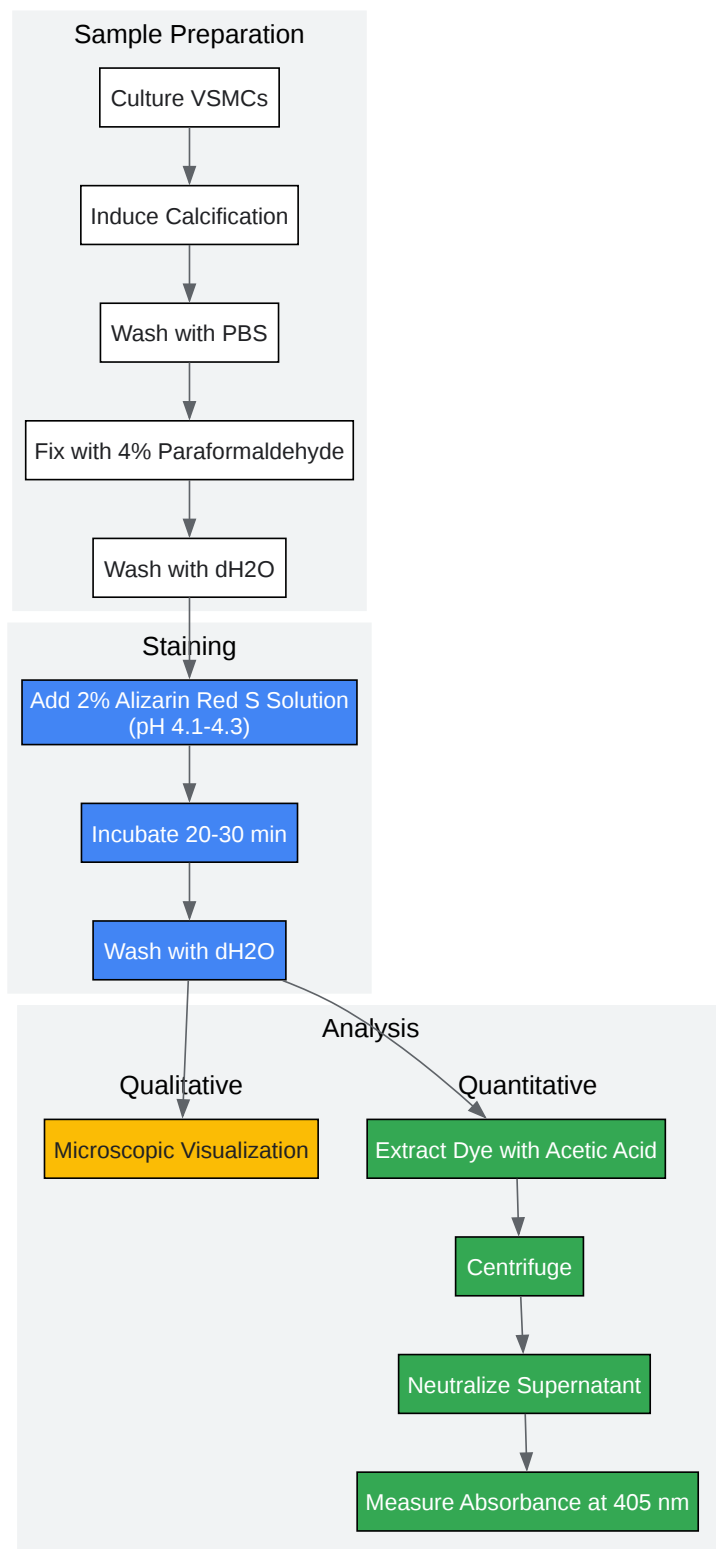 Sample Preparation
Culture VSMCs
Induce Calcification
Wash with PBS
Fix with 4% Paraformaldehyde
Wash with dH2O
Staining
Add 2% Alizarin Red S Solution
(pH 4.1-4.3)
Incubate 20-30 min
Wash with dH2O
Analysis
Qualitative
Microscopic Visualization
Quantitative
Extract Dye with Acetic Acid
Centrifuge
Neutralize Supernatant
Measure Absorbance at 405 nm